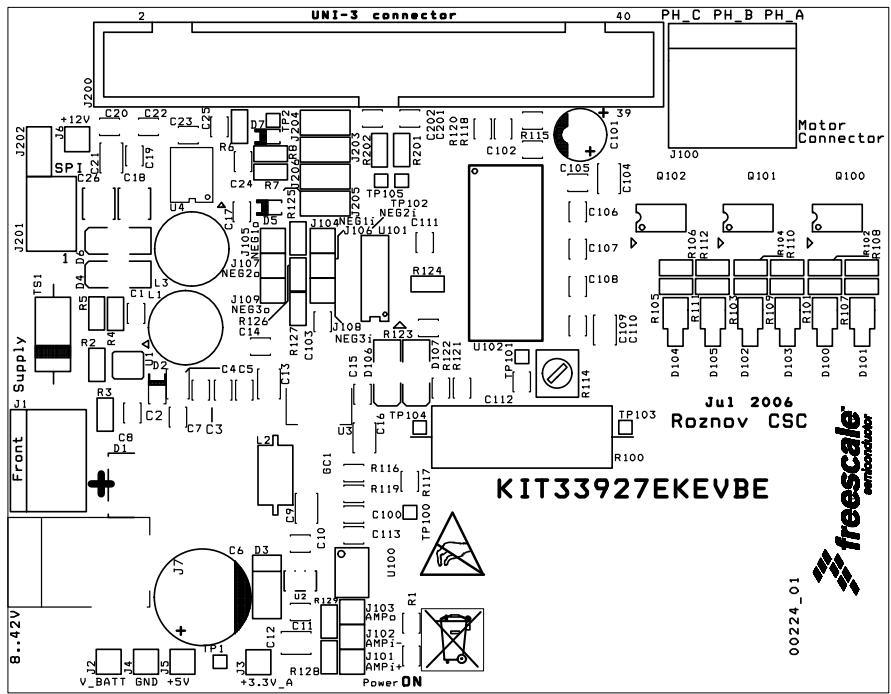 2 UNI-3 connector 40 PH_C PH_B PH_A
J200
39
J100
Motor
Connector
J202
+12V
J6
C20
C22
C23
C25
R6
D7
TP2
J204
R202
R201
C202
C201
R120
R118
R115
C102
C101
C21
C19
SPI
C26
C18
U4
C24
R8
R7
J206
J203
J205
R125
TP105
TP102
C105
C104
Q102
Q101
Q100
C17
D5
J104
NEG1i
NEG2i
J106
U101
C111
C106
C107
C108
C109
C110
J201
1
D6
D4
L3
L1
J105
NEG1o
J107
NEG2o
J109
NEG3o
R126
R127
J108
NEG3i
C103
R124
R123
R106
R112
R104
R110
R102
R108
R105
R111
R103
R109
R101
R107
TS1
R5
R4
C1
U1
C14
Supply
R2
D2
C4
C5
C13
C15
D106
D107
R122
R121
U102
TP101
R114
C112
D104
D105
D102
D103
D100
D101
J1
R3
C2
C7
C3
C8
D1
U3
C16
TP104
TP103
R100
Jul 2006
Roznov CSC
Front
L2
GC1
R116
R119
R117
C9
C100
C113
TP100
C10
KIT33927EKEVBE
freescale
semiconductor
J7
C6
D3
U2
U100
C11
C12
R129
R128
J103
AMPo
J102
AMPi-
J101
AMPi+
R1
00224_01
8..42V
J2
V_BATT
J4
GND
J5
+5V
TP1
J3
+3.3V_A
Power ON